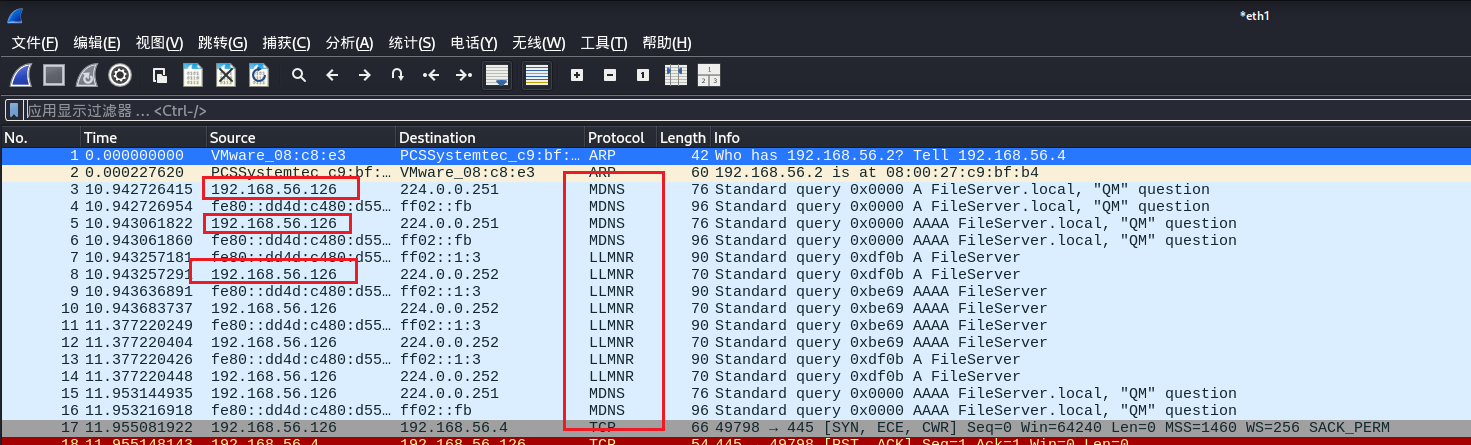 *eth1
文件(F) 编辑(E) 视图(V) 跳转(G) 捕获(C) 分析(A) 统计(S) 电话(Y) 无线(W) 工具(T) 帮助(H)
应用显示过滤器 … <Ctrl-/>
No. Time Source Destination Protocol Length Info
1 0.000000000 VMware_08:c8:e3 PCSSystemtec_c9:bf:… ARP 42 Who has 192.168.56.2? Tell 192.168.56.4
2 0.000227620 PCSSystemtec_c9:bf:… VMware_08:c8:e3 ARP 60 192.168.56.2 is at 08:00:27:c9:bf:b4
3 10.942726415 192.168.56.126 224.0.0.251 MDNS 76 Standard query 0x0000 A FileServer.local, "QM" question
4 10.942726954 fe80::dd4d:c480:d55… ff02::fb MDNS 96 Standard query 0x0000 A FileServer.local, "QM" question
5 10.943061822 192.168.56.126 224.0.0.251 MDNS 76 Standard query 0x0000 AAAA FileServer.local, "QM" question
6 10.943061860 fe80::dd4d:c480:d55… ff02::fb MDNS 96 Standard query 0x0000 AAAA FileServer.local, "QM" question
7 10.943257181 fe80::dd4d:c480:d55… ff02::1:3 LLMNR 90 Standard query 0xdf0b A FileServer
8 10.943257291 192.168.56.126 224.0.0.252 LLMNR 70 Standard query 0xdf0b A FileServer
9 10.943636891 fe80::dd4d:c480:d55… ff02::1:3 LLMNR 90 Standard query 0xbe69 AAAA FileServer
10 10.943683737 192.168.56.126 224.0.0.252 LLMNR 70 Standard query 0xbe69 AAAA FileServer
11 11.377220249 fe80::dd4d:c480:d55… ff02::1:3 LLMNR 90 Standard query 0xbe69 AAAA FileServer
12 11.377220404 192.168.56.126 224.0.0.252 LLMNR 70 Standard query 0xbe69 AAAA FileServer
13 11.377220426 fe80::dd4d:c480:d55… ff02::1:3 LLMNR 90 Standard query 0xdf0b A FileServer
14 11.377220448 192.168.56.126 224.0.0.252 LLMNR 70 Standard query 0xdf0b A FileServer
15 11.953144935 192.168.56.126 224.0.0.251 MDNS 76 Standard query 0x0000 A FileServer.local, "QM" question
16 11.953216918 fe80::dd4d:c480:d55… ff02::fb MDNS 96 Standard query 0x0000 A FileServer.local, "QM" question
17 11.955081922 192.168.56.126 192.168.56.4 TCP 66 49798 → 445 [SYN, ECE, CWR] Seq=0 Win=64240 Len=0 MSS=1460 WS=256 SACK_PERM
18 11.955148143 192.168.56.4 192.168.56.126 TCP 54 445 → 49798 [RST, ACK] Seq=1 Ack=1 Win=0 Len=0